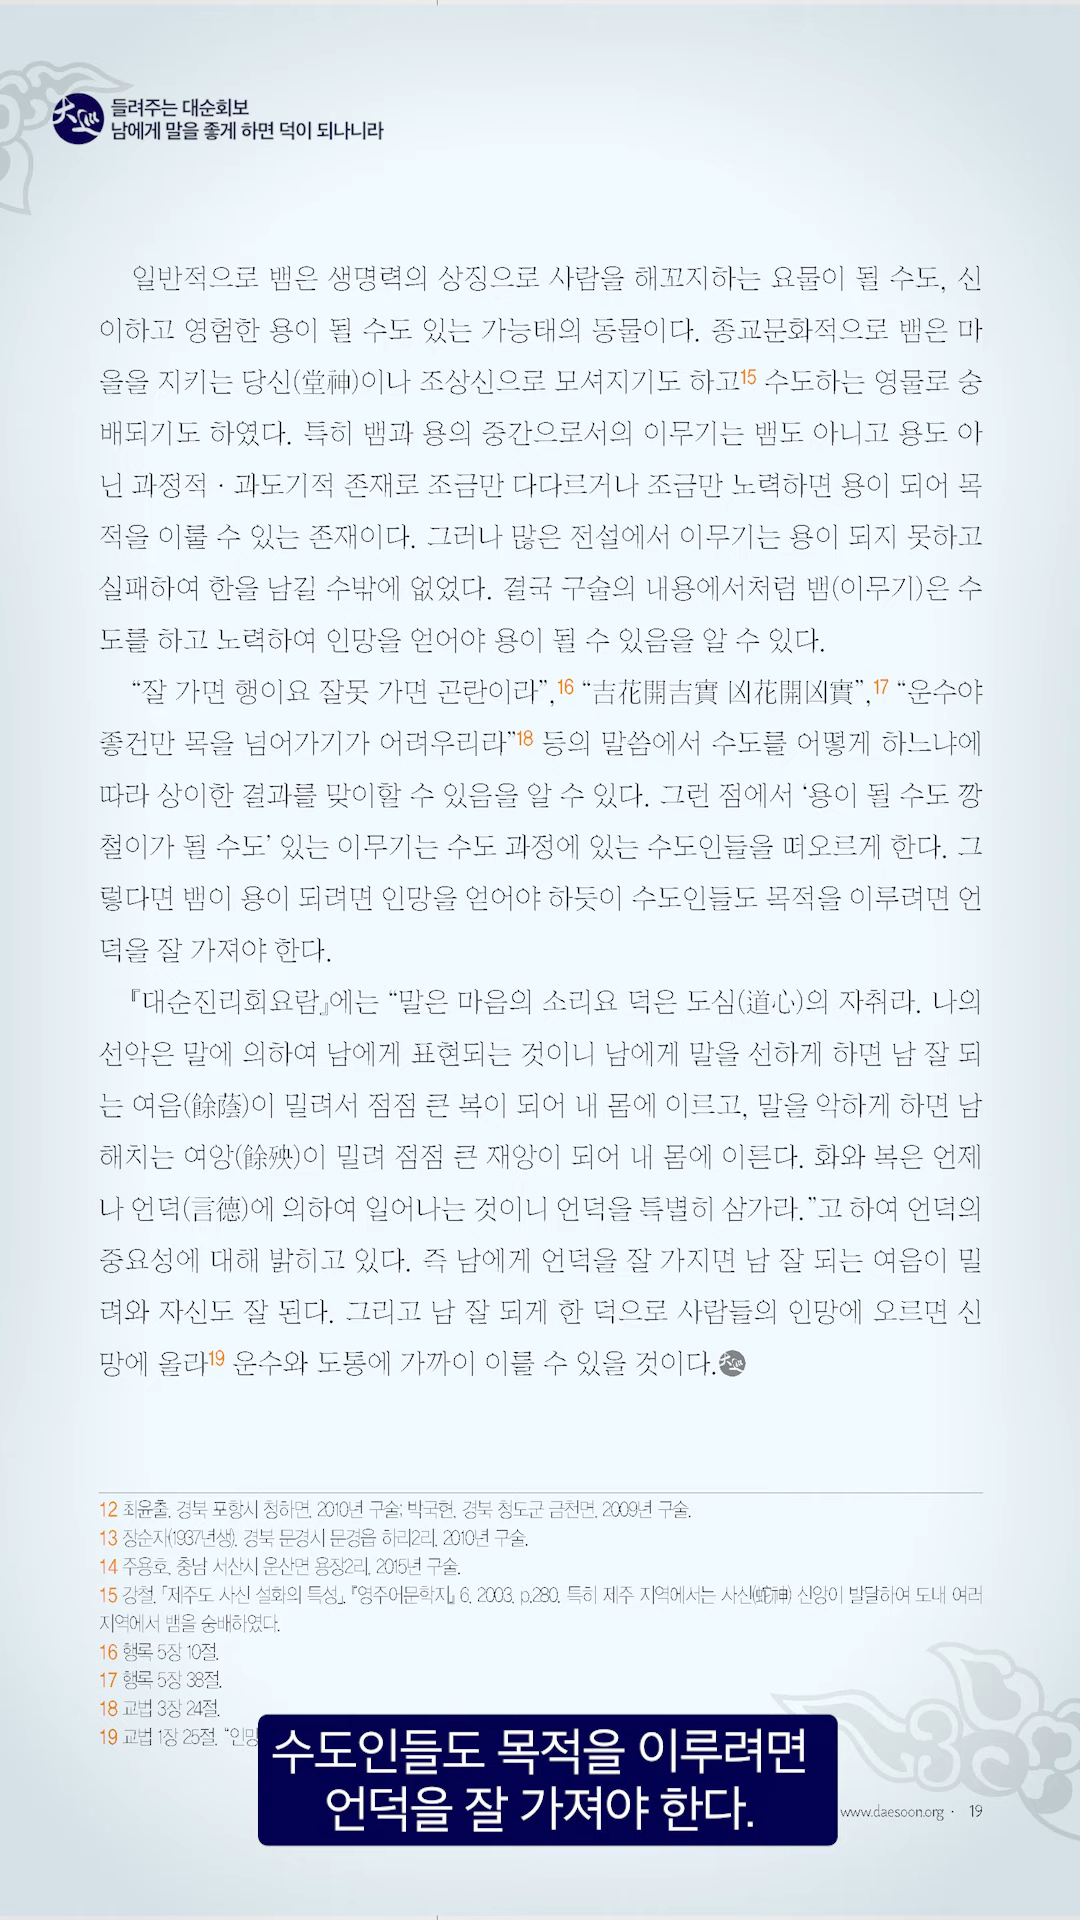 들려주는 대순회보
남에게 말을 좋게 하면 덕이 되나니라
일반적으로 뱀은 생명력의 상징으로 사람을 해꼬지하는 요물이 될 수도, 신
이하고 영험한 용이 될 수도 있는 가능태의 동물이다. 종교문화적으로 뱀은 마
을을 지키는 당신(堂神)이나 조상신으로 모셔지기도 하고15 수도하는 영물로 숭
배되기도 하였다. 특히 뱀과 용의 중간으로서의 이무기는 뱀도 아니고 용도 아
닌 과정적 · 과도기적 존재로 조금만 다다르거나 조금만 노력하면 용이 되어 목
적을 이룰 수 있는 존재이다. 그러나 많은 전설에서 이무기는 용이 되지 못하고
실패하여 한을 남길 수밖에 없었다. 결국 구술의 내용에서처럼 뱀(이무기)은 수
도를 하고 노력하여 인망을 얻어야 용이 될 수 있음을 알 수 있다.
“잘 가면 행이요 잘못 가면 곤란이라”,16 “吉花開吉實 凶花開凶實”,17 “운수야
좋건만 목을 넘어가기가 어려우리라”18 등의 말씀에서 수도를 어떻게 하느냐에
따라 상이한 결과를 맞이할 수 있음을 알 수 있다. 그런 점에서 ‘용이 될 수도 깡
철이가 될 수도’ 있는 이무기는 수도 과정에 있는 수도인들을 떠오르게 한다. 그
렇다면 뱀이 용이 되려면 인망을 얻어야 하듯이 수도인들도 목적을 이루려면 언
덕을 잘 가져야 한다.
『대순진리회요람』에는 “말은 마음의 소리요 덕은 도심(道心)의 자취라. 나의
선악은 말에 의하여 남에게 표현되는 것이니 남에게 말을 선하게 하면 남 잘 되
는 여음(餘蔭)이 밀려서 점점 큰 복이 되어 내 몸에 이르고, 말을 악하게 하면 남
해치는 여앙(餘殃)이 밀려 점점 큰 재앙이 되어 내 몸에 이른다. 화와 복은 언제
나 언덕(言德)에 의하여 일어나는 것이니 언덕을 특별히 삼가라.”고 하여 언덕의
중요성에 대해 밝히고 있다. 즉 남에게 언덕을 잘 가지면 남 잘 되는 여음이 밀
려와 자신도 잘 된다. 그리고 남 잘 되게 한 덕으로 사람들의 인망에 오르면 신
망에 올라19 운수와 도통에 가까이 이를 수 있을 것이다.
12 최윤출, 경북 포항시 청하면, 2010년 구술; 박국현, 경북 청도군 금천면, 2009년 구술.
13 장순자(1937년생), 경북 문경시 문경읍 하리2리, 2010년 구술.
14 주용호, 충남 서산시 운산면 용장2리, 2015년 구술.
15 강철, 「제주도 사신 설화의 특성」, 『영주어문학지』 6, 2003, p.280. 특히 제주 지역에서는 사신(蛇神) 신앙이 발달하여 도내 여러
지역에서 뱀을 숭배하였다.
16 행록 5장 10절.
17 행록 5장 38절.
18 교법 3장 24절.
19 교법 1장 25절. “인망
수도인들도 목적을 이루려면
언덕을 잘 가져야 한다.
www.daesoon.org · 19